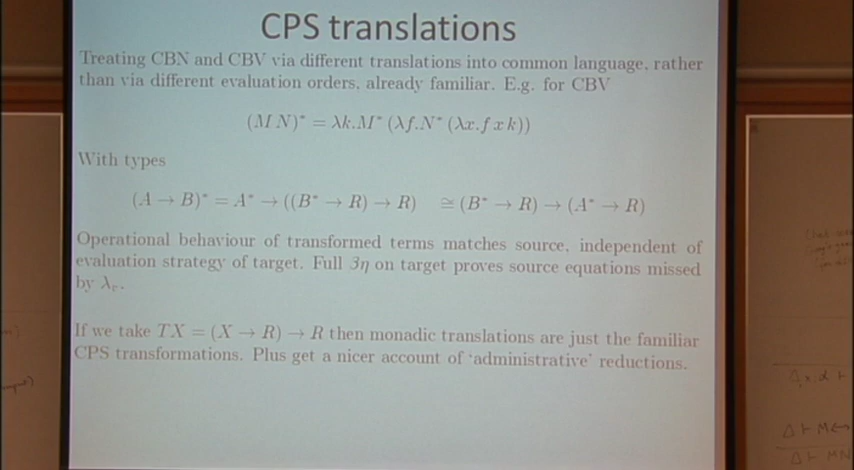 CPS translations
Treating CBN and CBV via different translations into common language, rather
than via different evaluation orders, already familiar. E.g. for CBV
(M N)* = λk.M* (λf.N* (λx.f x k))
With types
(A → B)* = A* → ((B* → R) → R) ≅ (B* → R) → (A* → R)
Operational behaviour of transformed terms matches source, independent of
evaluation strategy of target. Full 3η on target proves source equations missed
by λ
If we take TX = (X → R) → R then monadic translations are just the familiar
CPS transformations. Plus get a nicer account of 'administrative' reductions.
Δ ⊢ M
Δ ⊢ MN